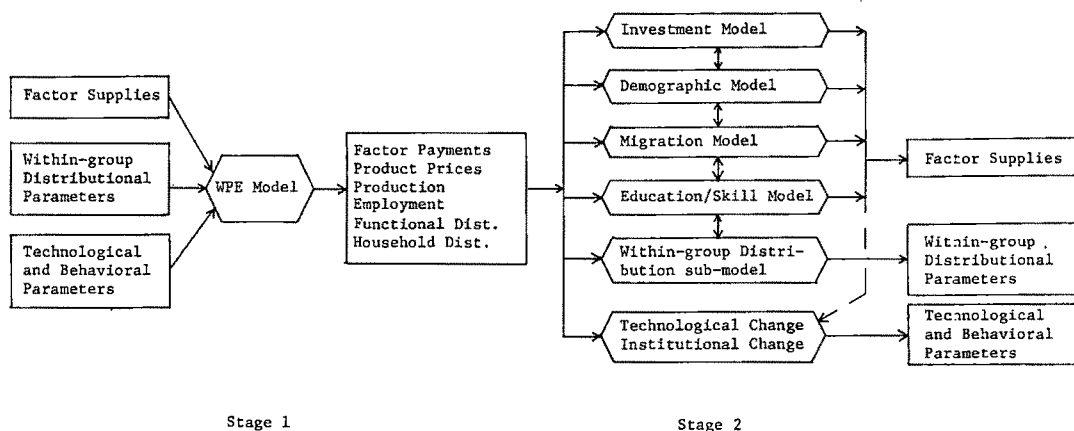 Factor Supplies
Within-group
Distributional
Parameters
Technological
and Behavioral
Parameters
WPE Model
Factor Payments
Product Prices
Production
Employment
Functional Dist.
Household Dist.
Investment Model
Demographic Model
Migration Model
Education/Skill Model
Within-group Distri-
bution sub-model
Technological Change
Institutional Change
Factor Supplies
Within-group
Distributional
Parameters
Technological
and Behavioral
Parameters
Stage 1
Stage 2